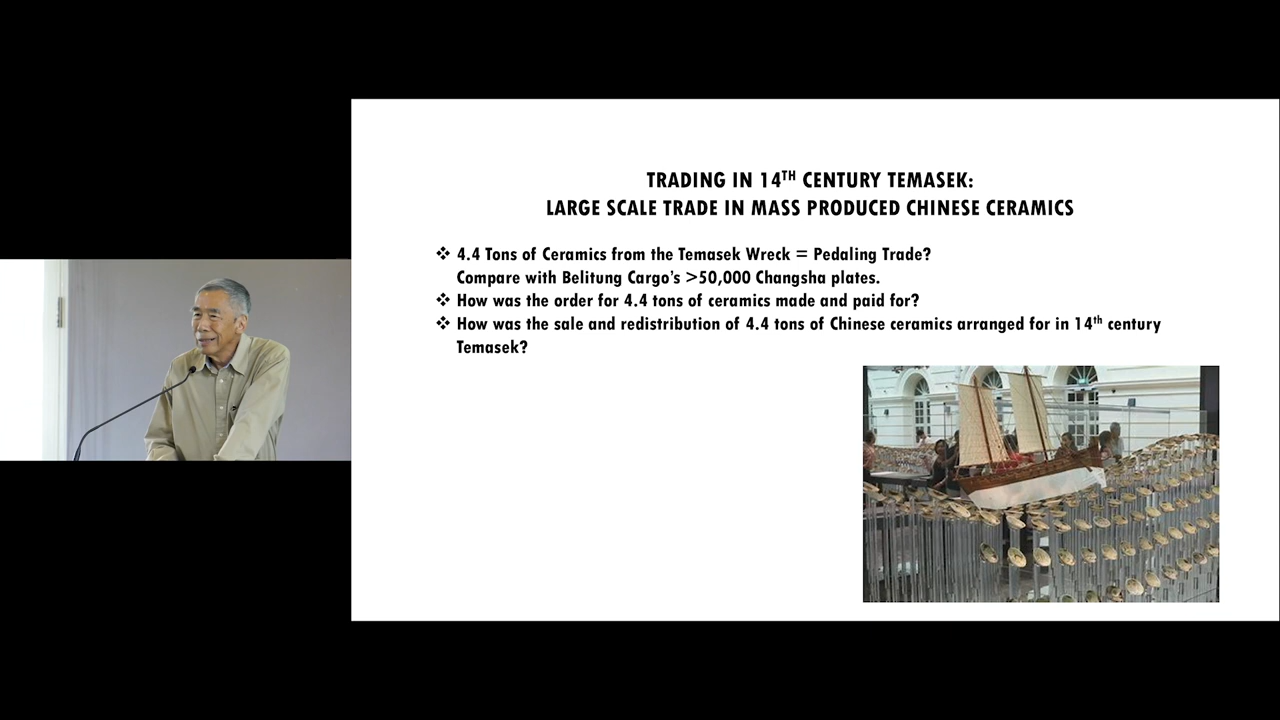 TRADING IN 14TH CENTURY TEMASEK:
LARGE SCALE TRADE IN MASS PRODUCED CHINESE CERAMICS
❖ 4.4 Tons of Ceramics from the Temasek Wreck = Pedaling Trade?
Compare with Belitung Cargo's >50,000 Changsha plates.
❖ How was the order for 4.4 tons of ceramics made and paid for?
❖ How was the sale and redistribution of 4.4 tons of Chinese ceramics arranged for in 14th century
Temasek?